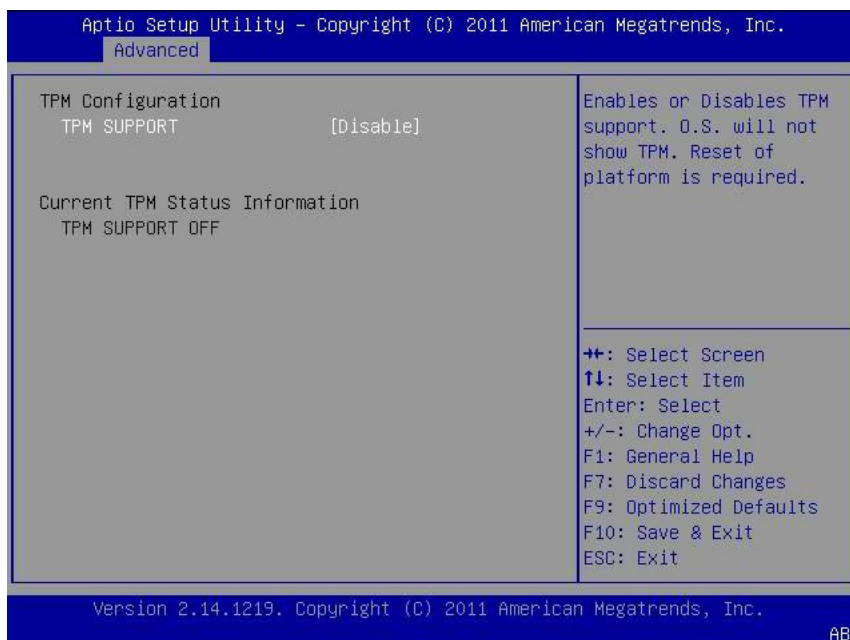 Aptio Setup Utility – Copyright (C) 2011 American Megatrends, Inc.
Advanced
TPM Configuration
TPM SUPPORT [Disable]
Current TPM Status Information
TPM SUPPORT OFF
Enables or Disables TPM
support. O.S. will not
show TPM. Reset of
platform is required.
→←: Select Screen
↑↓: Select Item
Enter: Select
+/-: Change Opt.
F1: General Help
F7: Discard Changes
F9: Optimized Defaults
F10: Save & Exit
ESC: Exit
Version 2.14.1219. Copyright (C) 2011 American Megatrends, Inc.
AB